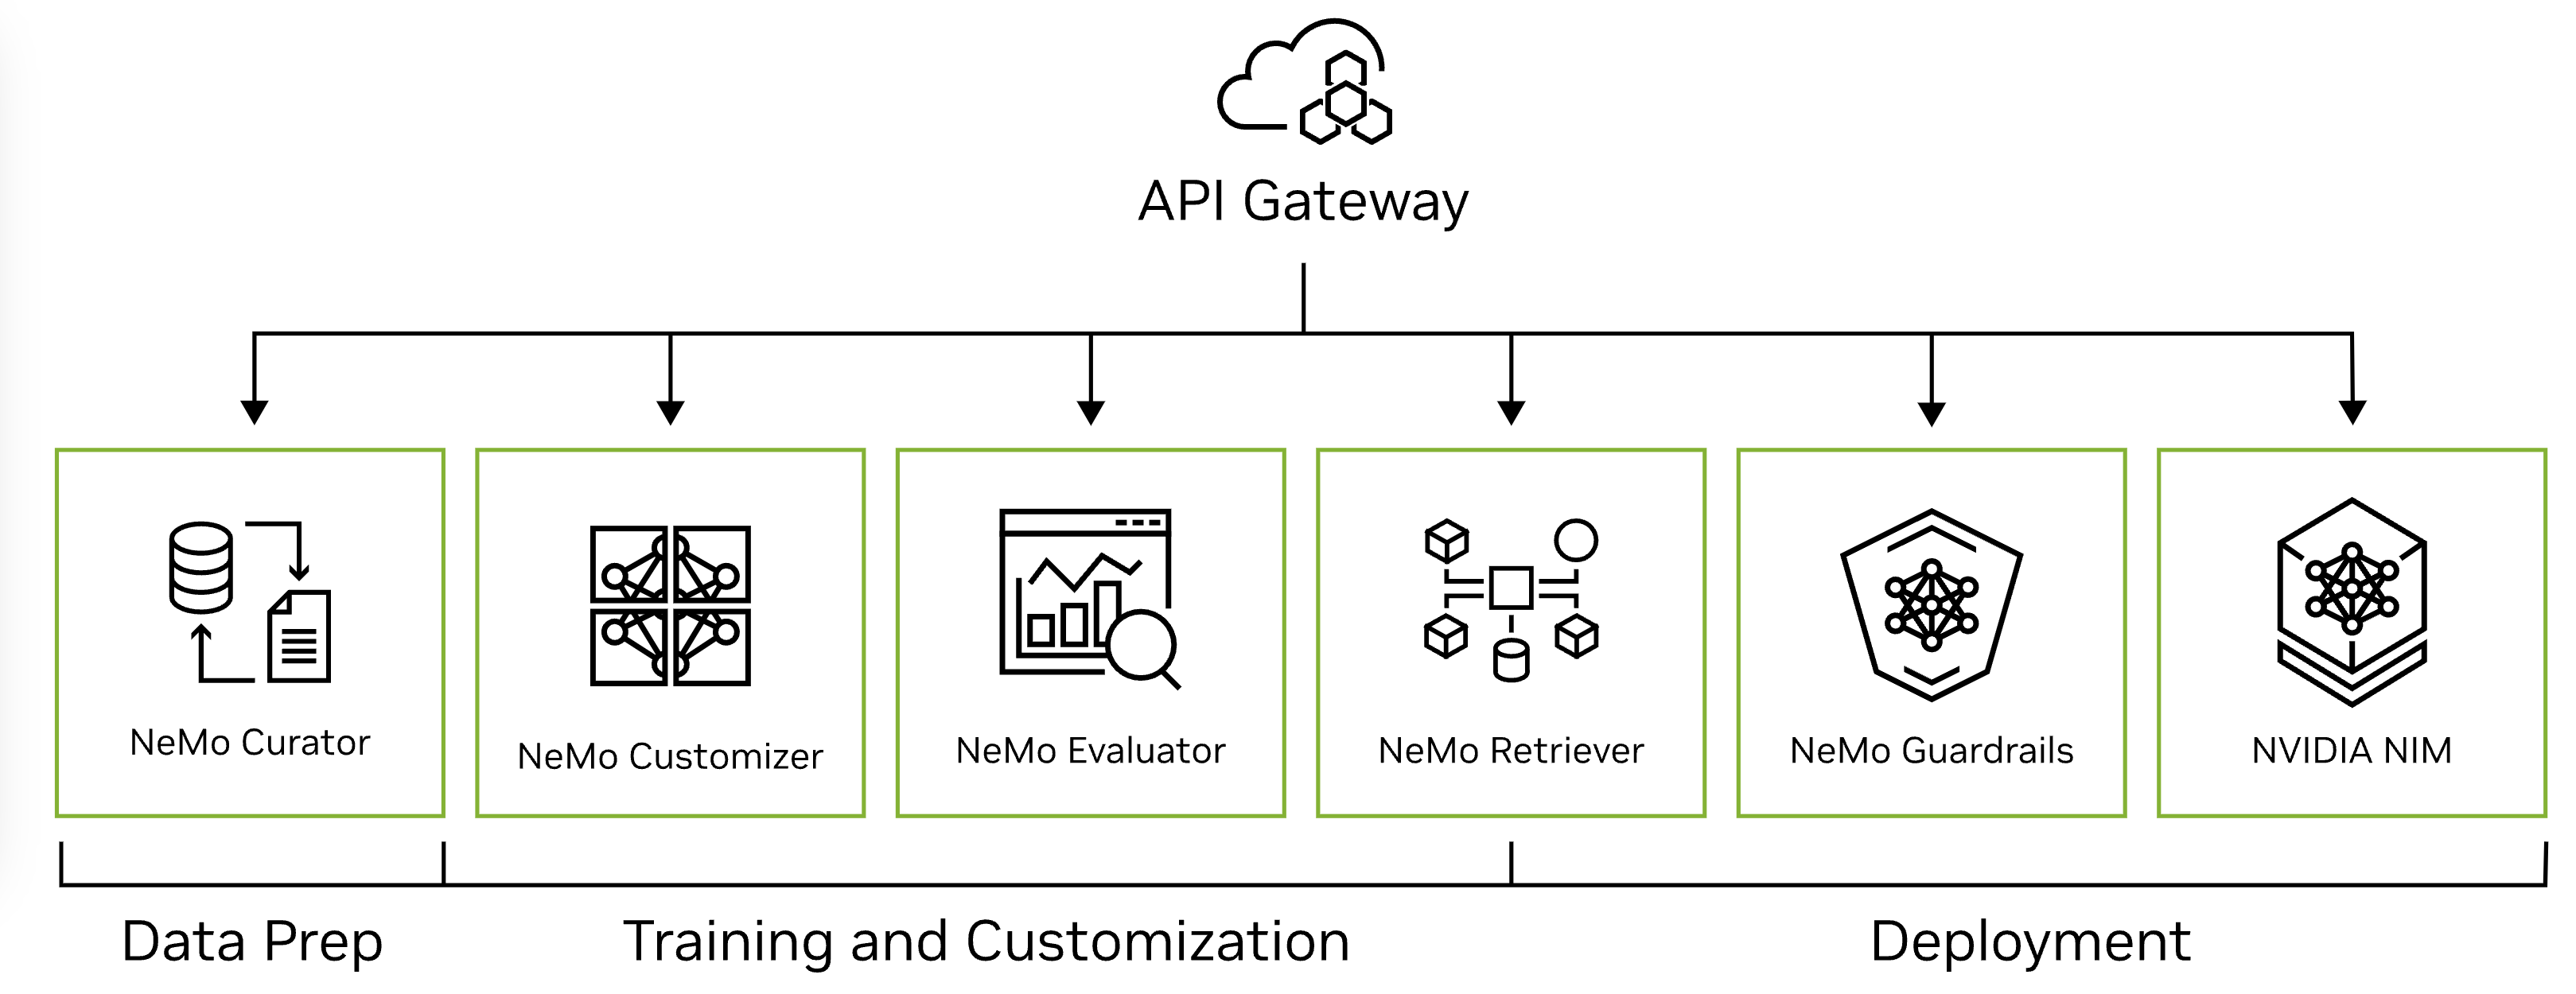 API Gateway
NeMo Curator
NeMo Customizer
NeMo Evaluator
NeMo Retriever
NeMo Guardrails
NVIDIA NIM
Data Prep
Training and Customization
Deployment